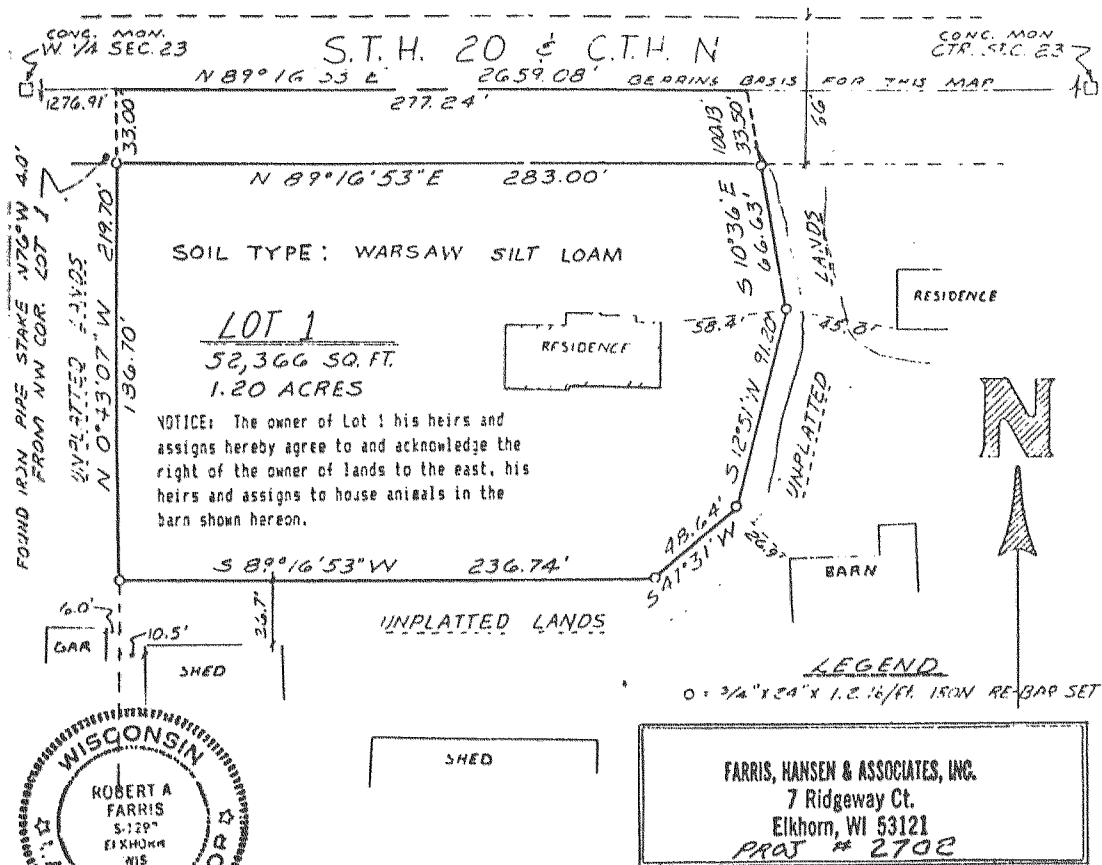 CONC. MON.
W. 1/4 SEC. 23
S.T.H. 20 & C.T.H. N
CONC. MON
CTR. SEC. 23
N 89° 16' 2659.08' BEARING BASIS FOR THIS MAP
1276.91'
277.24'
33.00
33.50'
66'
N 89°16'53"E 283.00'
FOUND IRON PIPE STAKE N76°W 4.0'
FROM NW COR. LOT 1
UNPLATTED LANDS
N 0°43'07" W 219.70'
186.70'
SOIL TYPE: WARSAW SILT LOAM
S 10°36'E
66.63'
LANDS
RESIDENCE
LOT 1
52,366 SQ. FT.
1.20 ACRES
RESIDENCE
58.4'
45.8'
NOTICE: The owner of Lot 1 his heirs and
assigns hereby agree to and acknowledge the
right of the owner of lands to the east, his
heirs and assigns to house animals in the
barn shown hereon.
S 12°51'W 91.20'
UNPLATTED
N
48.64'
S 47°31'W
26.9'
BARN
S 89°16'53"W 236.74'
UNPLATTED LANDS
6.0'
10.5'
26.7'
GAR
SHED
LEGEND
O = 3/4" X 24" X 1.2 lb/ft. IRON RE-BAR SET
SHED
WISCONSIN
ROBERT A
FARRIS
ELKHORN
WIS
FARRIS, HANSEN & ASSOCIATES, INC.
7 Ridgeway Ct.
Elkhorn, WI 53121
PROJ # 2702